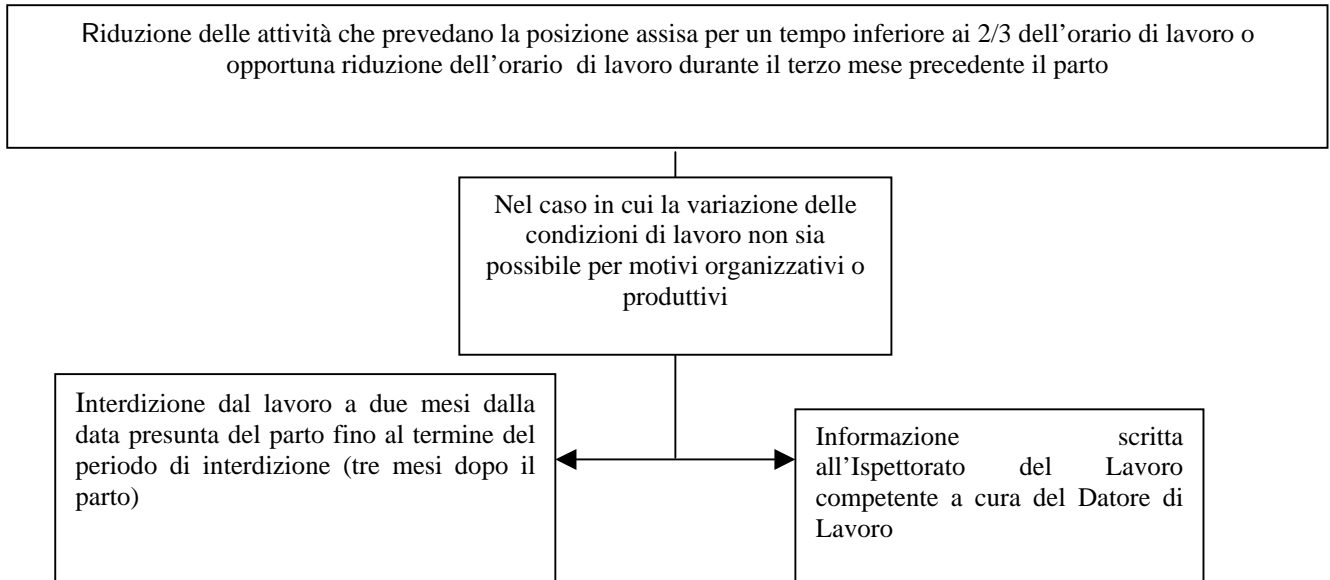 Riduzione delle attività che prevedano la posizione assisa per un tempo inferiore ai 2/3 dell'orario di lavoro o
opportuna riduzione dell'orario di lavoro durante il terzo mese precedente il parto
Nel caso in cui la variazione delle
condizioni di lavoro non sia
possibile per motivi organizzativi o
produttivi
Interdizione dal lavoro a due mesi dalla
data presunta del parto fino al termine del
periodo di interdizione (tre mesi dopo il
parto)
Informazione scritta
all'Ispettorato del Lavoro
competente a cura del Datore di
Lavoro